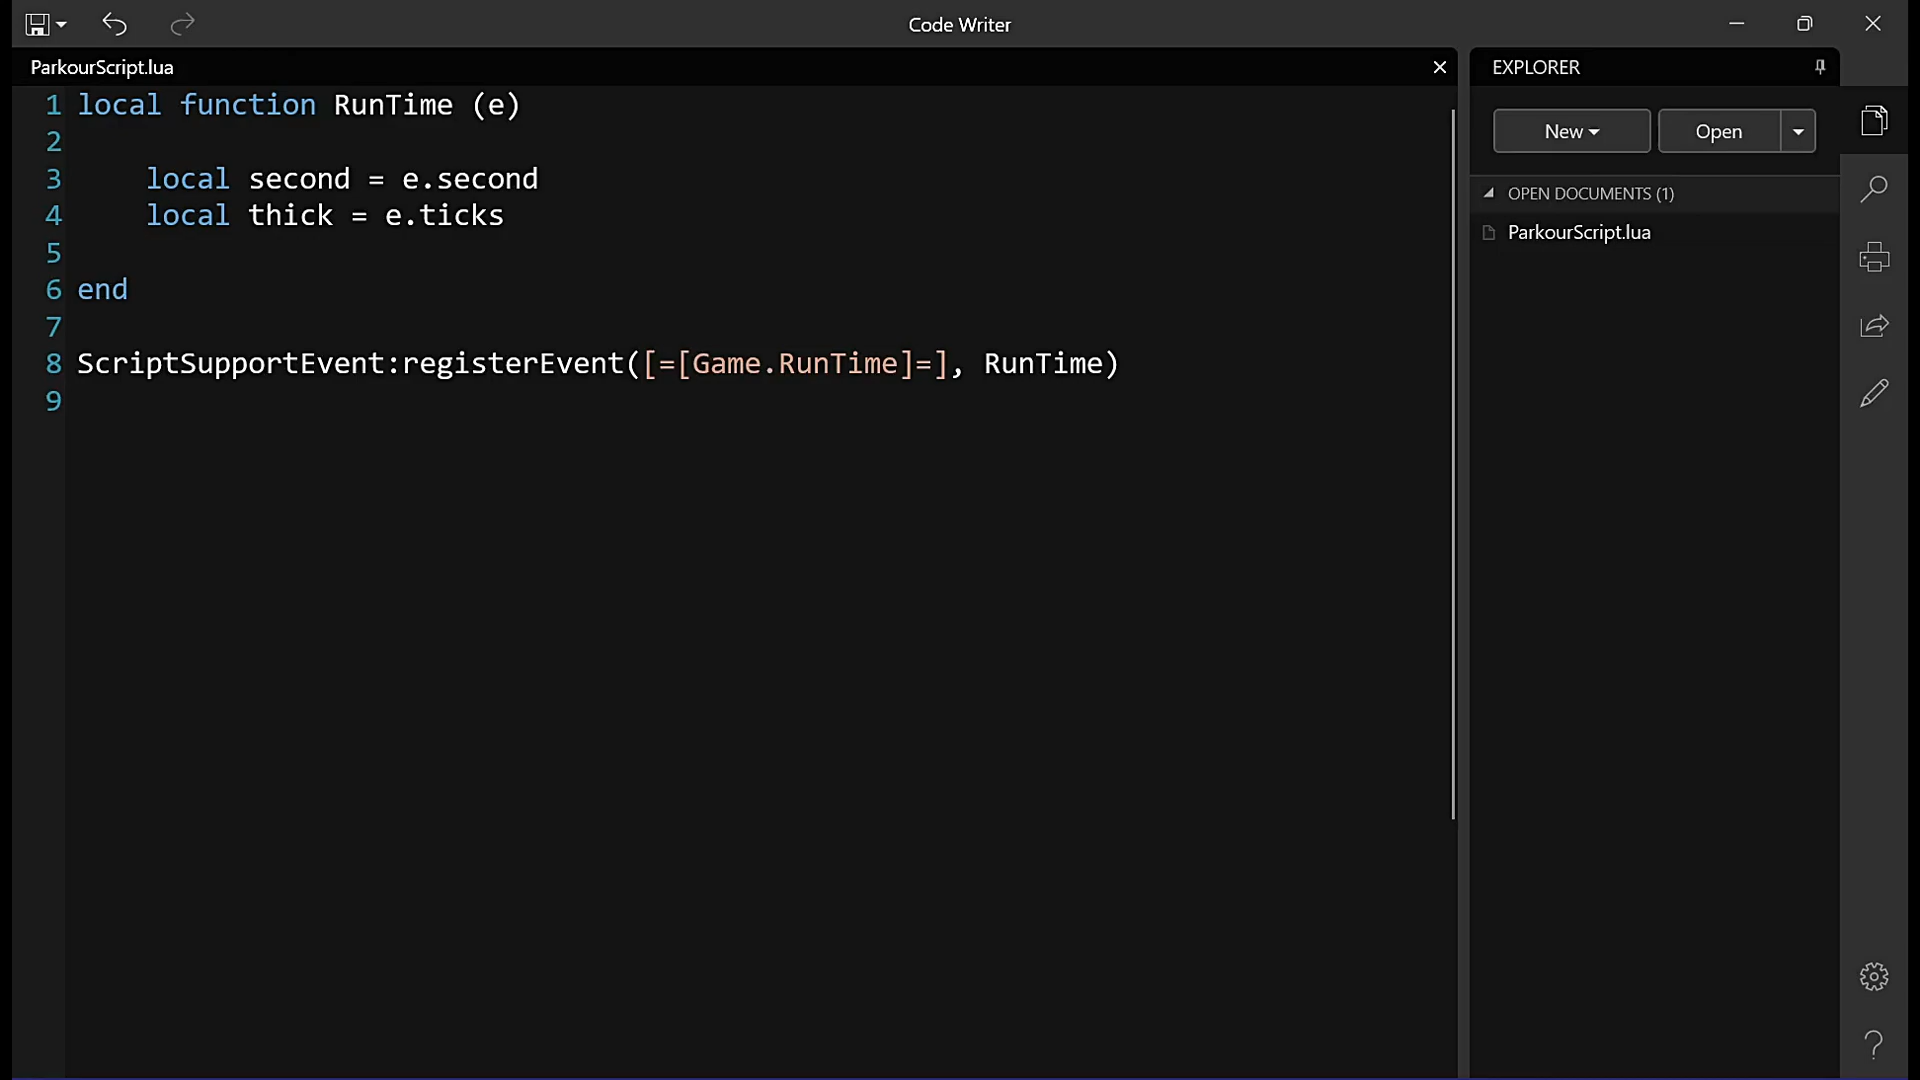 Code Writer
ParkourScript.lua
1 local function RunTime (e)
2
3 local second = e.second
4 local thick = e.ticks
5
6 end
7
8 ScriptSupportEvent:registerEvent([=[Game.RunTime]=], RunTime)
9
EXPLORER
New
Open
OPEN DOCUMENTS (1)
ParkourScript.lua